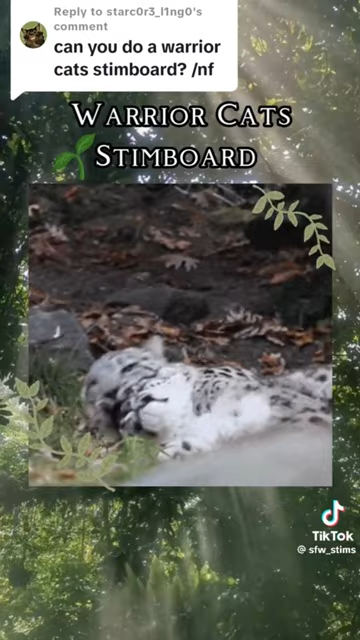 Reply to starc0r3_l1ng0's
comment
can you do a warrior
cats stimboard? /nf
WARRIOR CATS
STIMBOARD
TikTok
@ sfw_stims